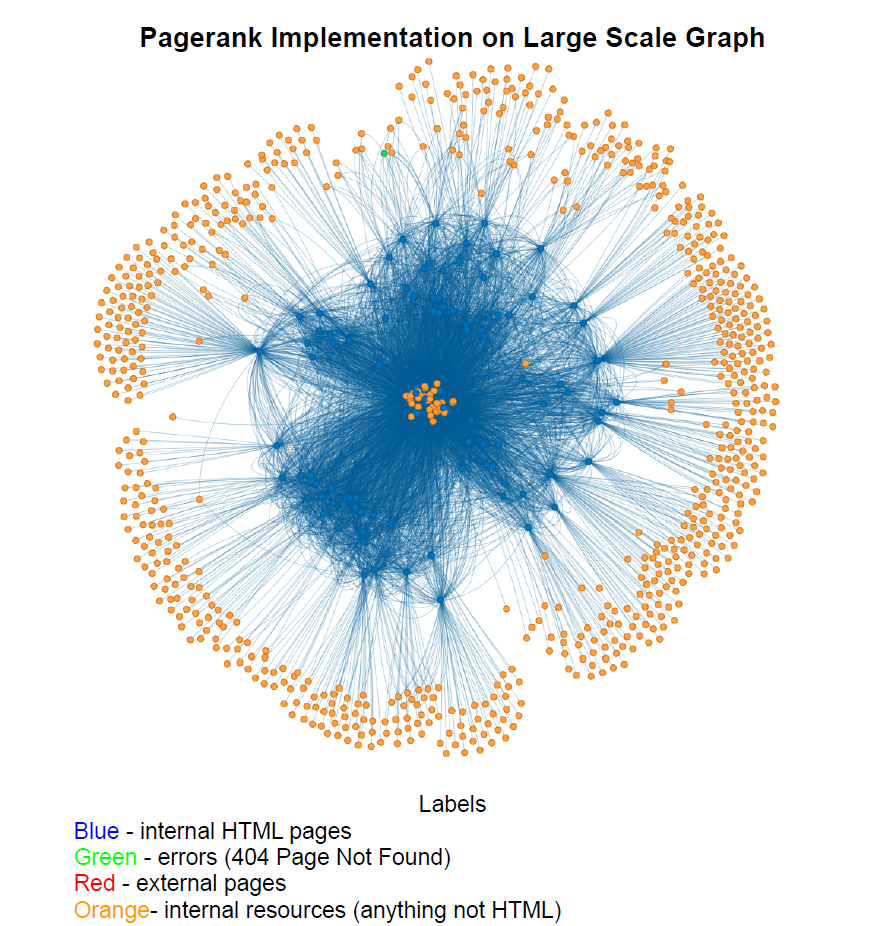 Pagerank Implementation on Large Scale Graph
Labels
Blue - internal HTML pages
Green - errors (404 Page Not Found)
Red - external pages
Orange- internal resources (anything not HTML)